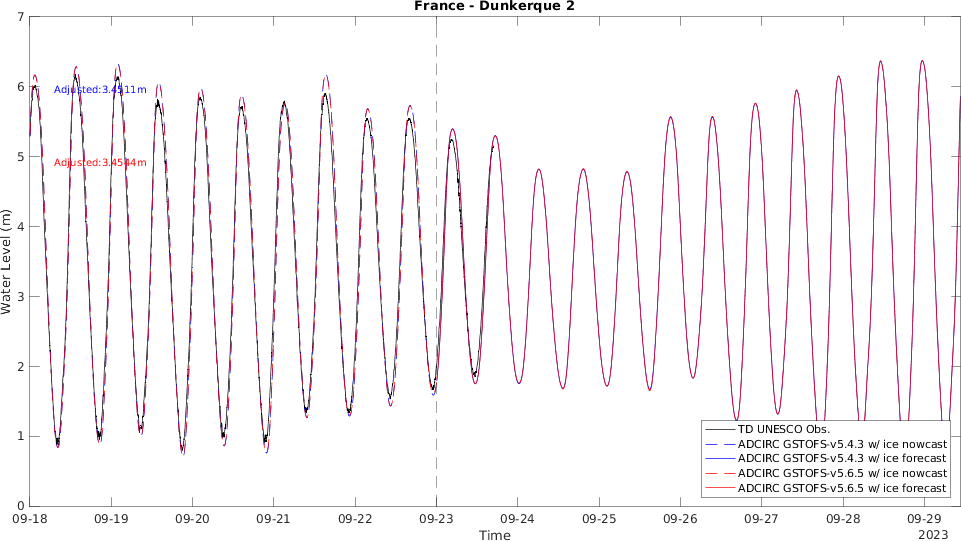 France - Dunkerque 2
7
6
5
4
3
2
1
0
Water Level (m)
Adjusted:3.4511m
Adjusted:3.4544m
TD UNESCO Obs.
ADCIRC GSTOFS-v5.4.3 w/ ice nowcast
ADCIRC GSTOFS-v5.4.3 w/ ice forecast
ADCIRC GSTOFS-v5.6.5 w/ ice nowcast
ADCIRC GSTOFS-v5.6.5 w/ ice forecast
09-18 09-19 09-20 09-21 09-22 09-23 09-24 09-25 09-26 09-27 09-28 09-29
Time
2023